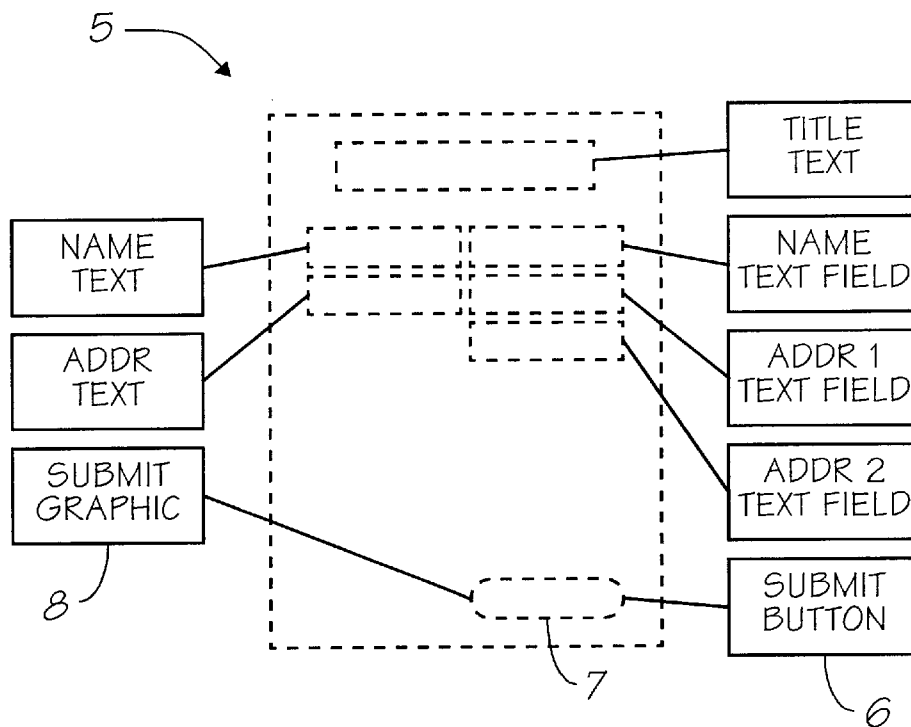 5
TITLE
TEXT
NAME
TEXT
NAME
TEXT FIELD
ADDR
TEXT
ADDR 1
TEXT FIELD
SUBMIT
GRAPHIC
ADDR 2
TEXT FIELD
SUBMIT
BUTTON
8
7
6